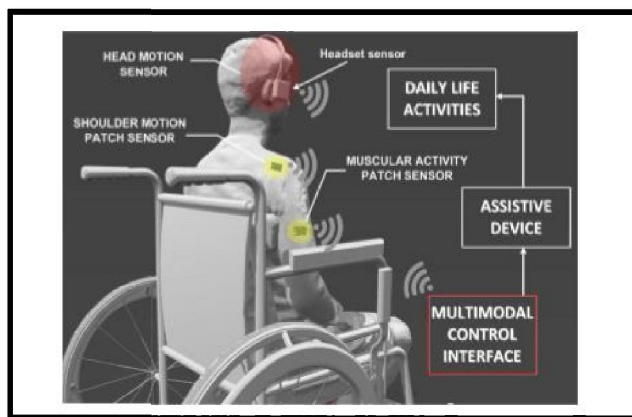 HEAD MOTION
SENSOR
Headset sensor
SHOULDER MOTION
PATCH SENSOR
MUSCULAR ACTIVITY
PATCH SENSOR
DAILY LIFE
ACTIVITIES
ASSISTIVE
DEVICE
MULTIMODAL
CONTROL
INTERFACE